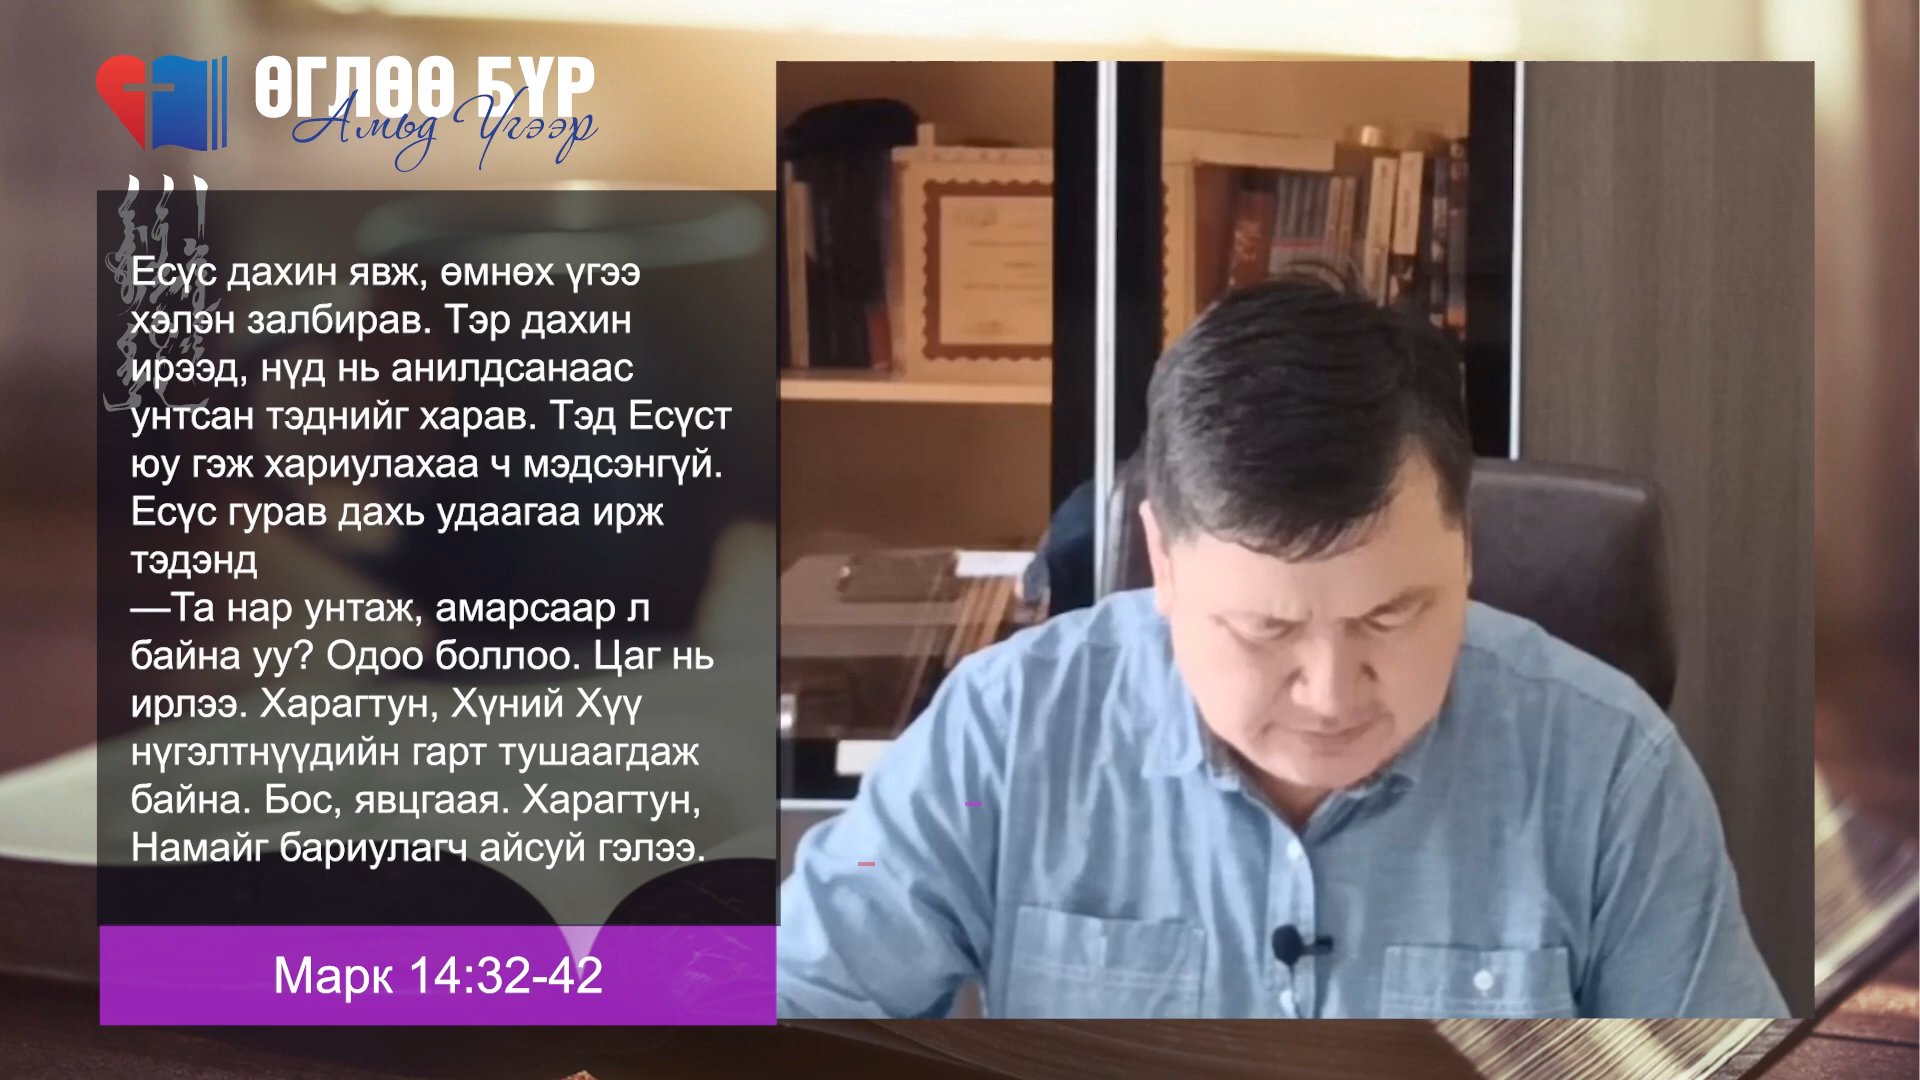 ӨГЛӨӨ БҮР
Амьд Үгээр
Есүс дахин явж, өмнөх үгээ
хэлэн залбирав. Тэр дахин
ирээд, нүд нь анилдсанаас
унтсан тэднийг харав. Тэд Есүст
юу гэж хариулахаа ч мэдсэнгүй.
Есүс гурав дахь удаагаа ирж
тэдэнд
—Та нар унтаж, амарсаар л
байна уу? Одоо боллоо. Цаг нь
ирлээ. Харагтун, Хүний Хүү
нүгэлтнүүдийн гарт тушаагдаж
байна. Бос, явцгаая. Харагтун,
Намайг бариулагч айсуй гэлээ.
Марк 14:32-42